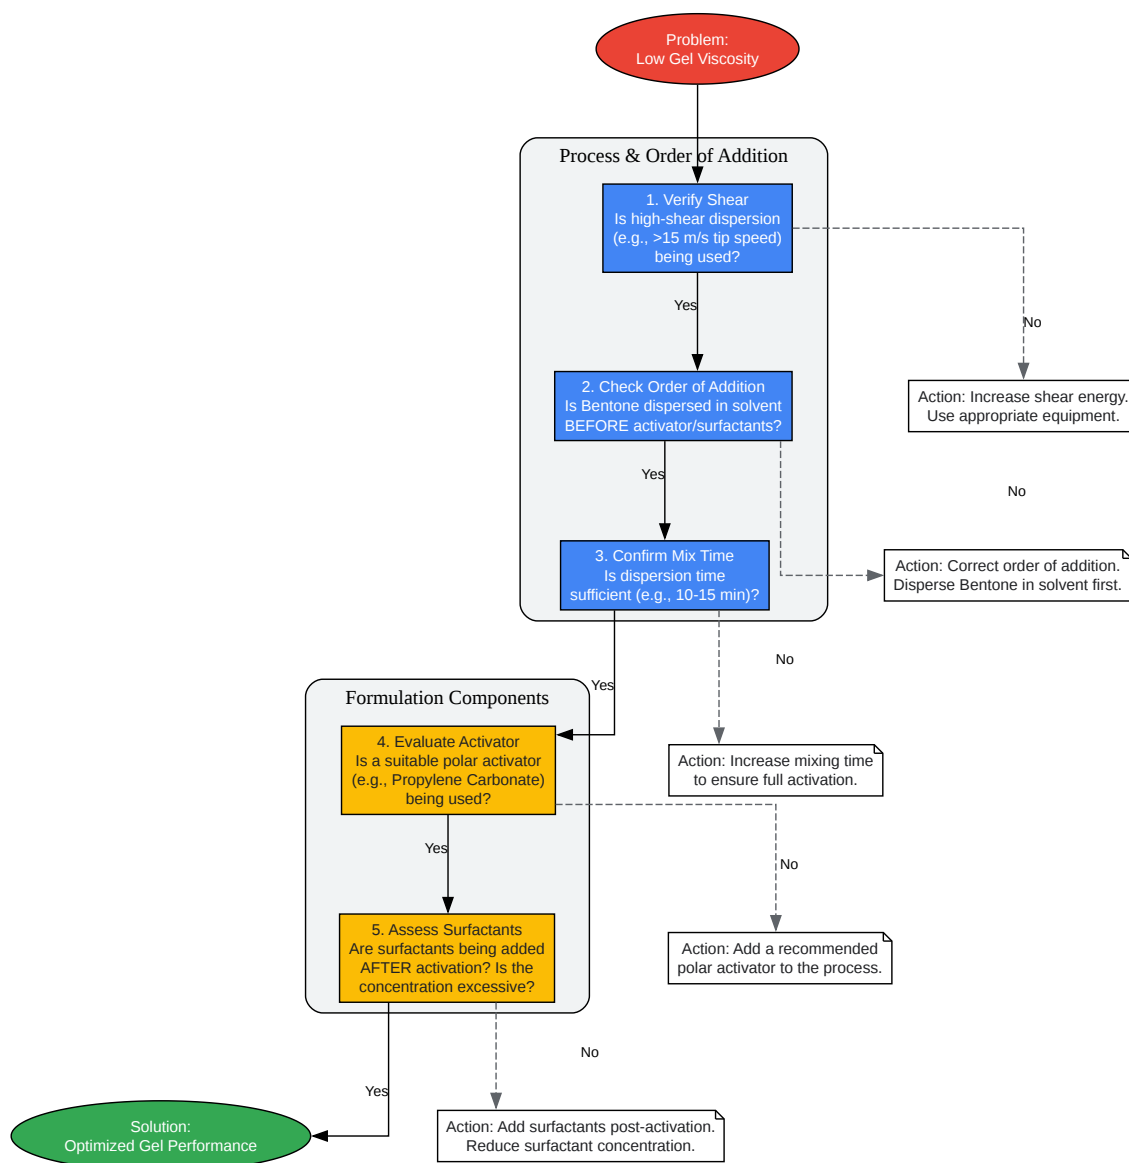 Problem:
Low Gel Viscosity
Process & Order of Addition
1. Verify Shear
Is high-shear dispersion
(e.g., >15 m/s tip speed)
being used?
Yes
No
Action: Increase shear energy.
Use appropriate equipment.
2. Check Order of Addition
Is Bentone dispersed in solvent
BEFORE activator/surfactants?
Yes
No
Action: Correct order of addition.
Disperse Bentone in solvent first.
3. Confirm Mix Time
Is dispersion time
sufficient (e.g., 10-15 min)?
Yes
No
Action: Increase mixing time
to ensure full activation.
Formulation Components
4. Evaluate Activator
Is a suitable polar activator
(e.g., Propylene Carbonate)
being used?
Yes
No
Action: Add a recommended
polar activator to the process.
5. Assess Surfactants
Are surfactants being added
AFTER activation? Is the
concentration excessive?
Yes
No
Action: Add surfactants post-activation.
Reduce surfactant concentration.
Solution:
Optimized Gel Performance